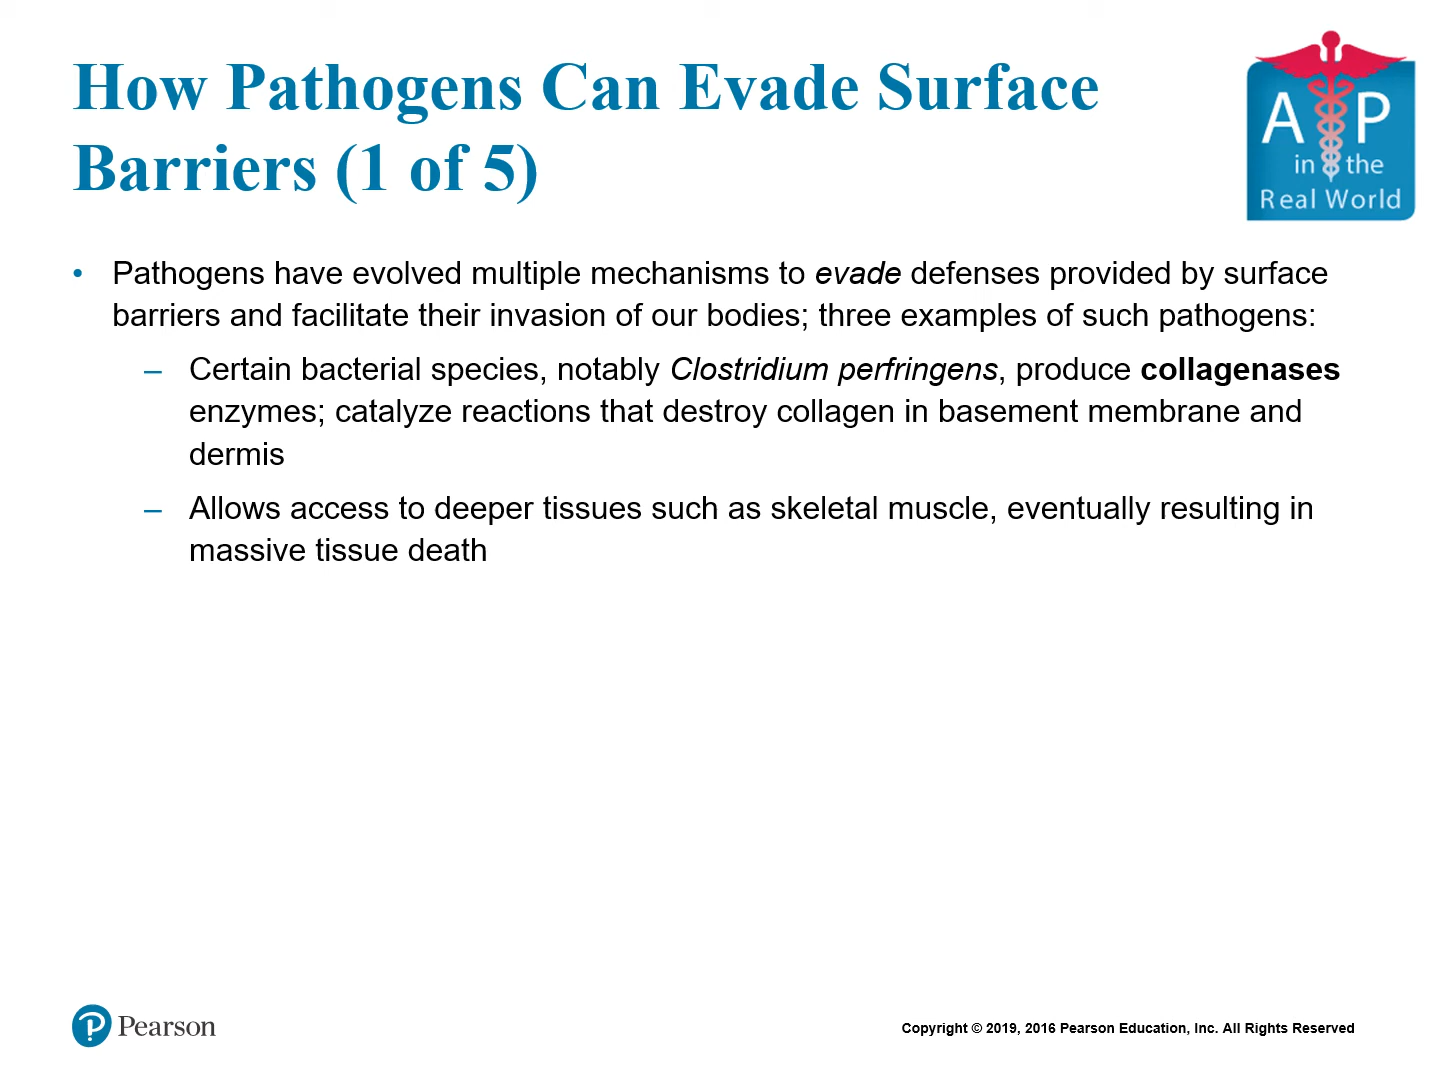 How Pathogens Can Evade Surface
Barriers (1 of 5)
A P
in the
Real World
• Pathogens have evolved multiple mechanisms to evade defenses provided by surface
barriers and facilitate their invasion of our bodies; three examples of such pathogens:
– Certain bacterial species, notably Clostridium perfringens, produce collagenases
enzymes; catalyze reactions that destroy collagen in basement membrane and
dermis
– Allows access to deeper tissues such as skeletal muscle, eventually resulting in
massive tissue death
Pearson
Copyright © 2019, 2016 Pearson Education, Inc. All Rights Reserved